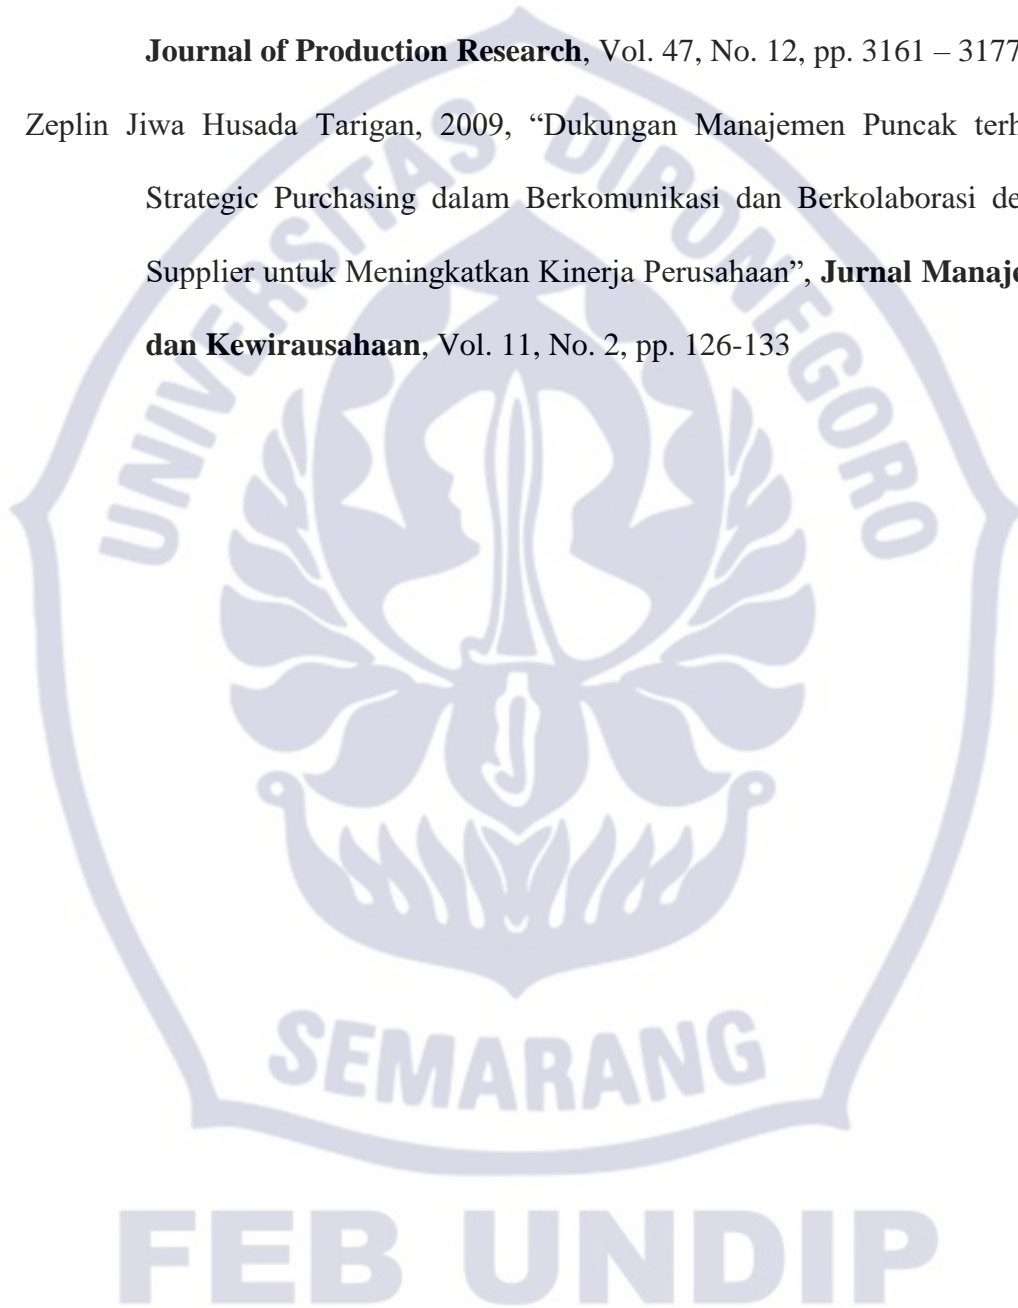 Journal of Production Research, Vol. 47, No. 12, pp. 3161 – 3177
Zeplin Jiwa Husada Tarigan, 2009, “Dukungan Manajemen Puncak terh
Strategic Purchasing dalam Berkomunikasi dan Berkolaborasi de
Supplier untuk Meningkatkan Kinerja Perusahaan”, Jurnal Manaje
dan Kewirausahaan, Vol. 11, No. 2, pp. 126-133
UNIVERSITAS DIPONEGORO
SEMARANG
FEB UNDIP